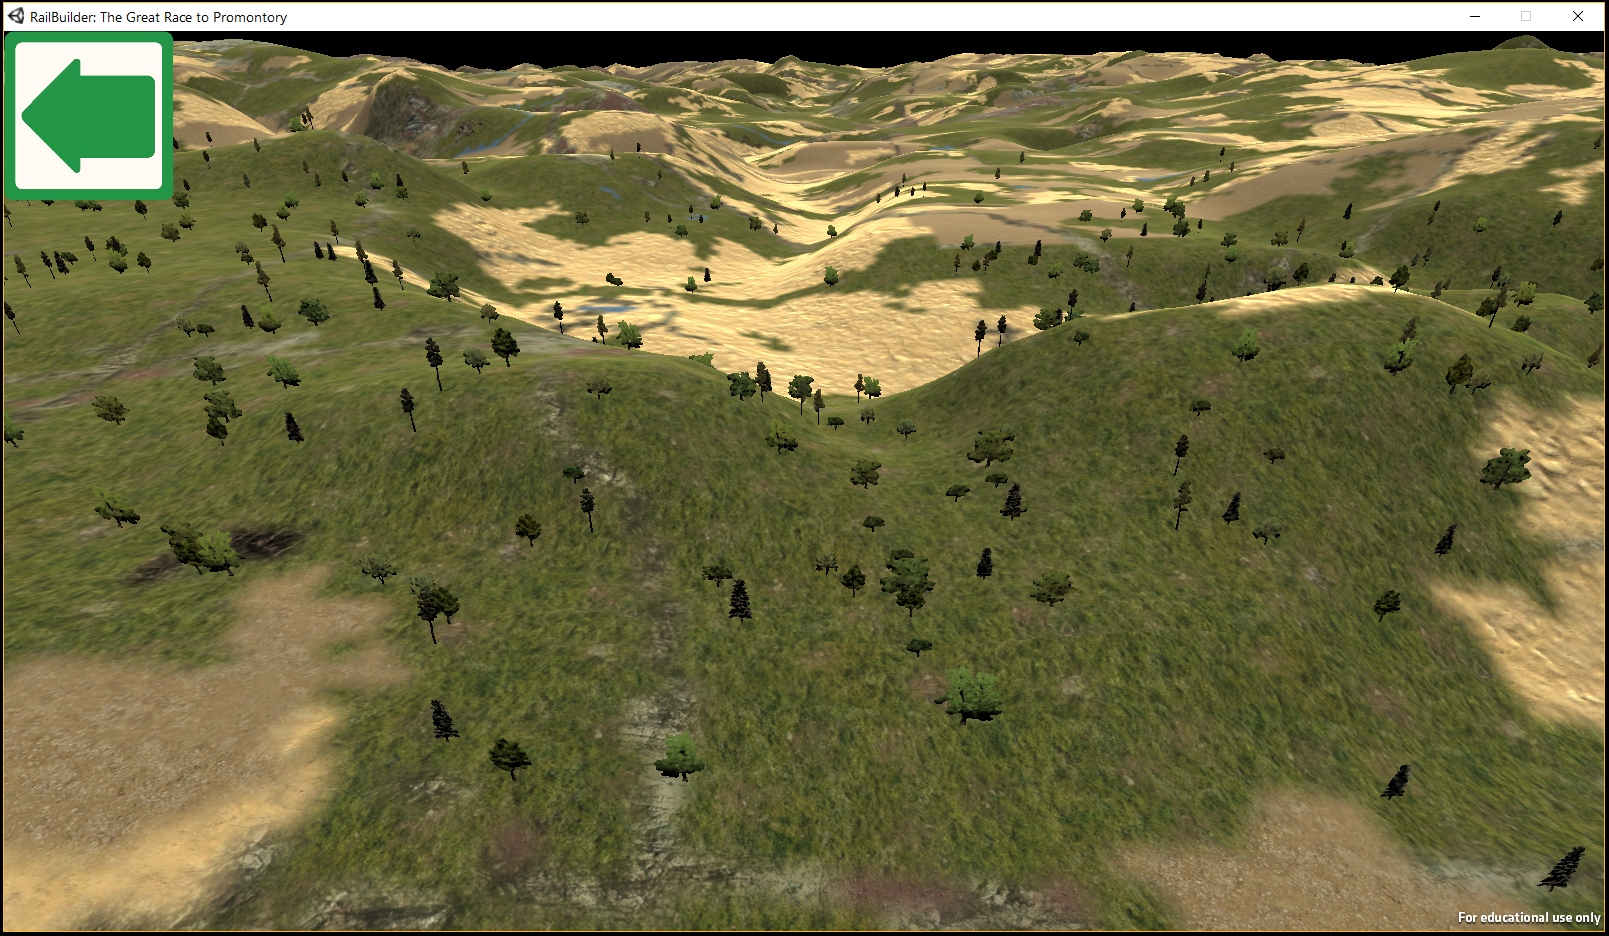 RailBuilder: The Great Race to Promontory
For educational use only